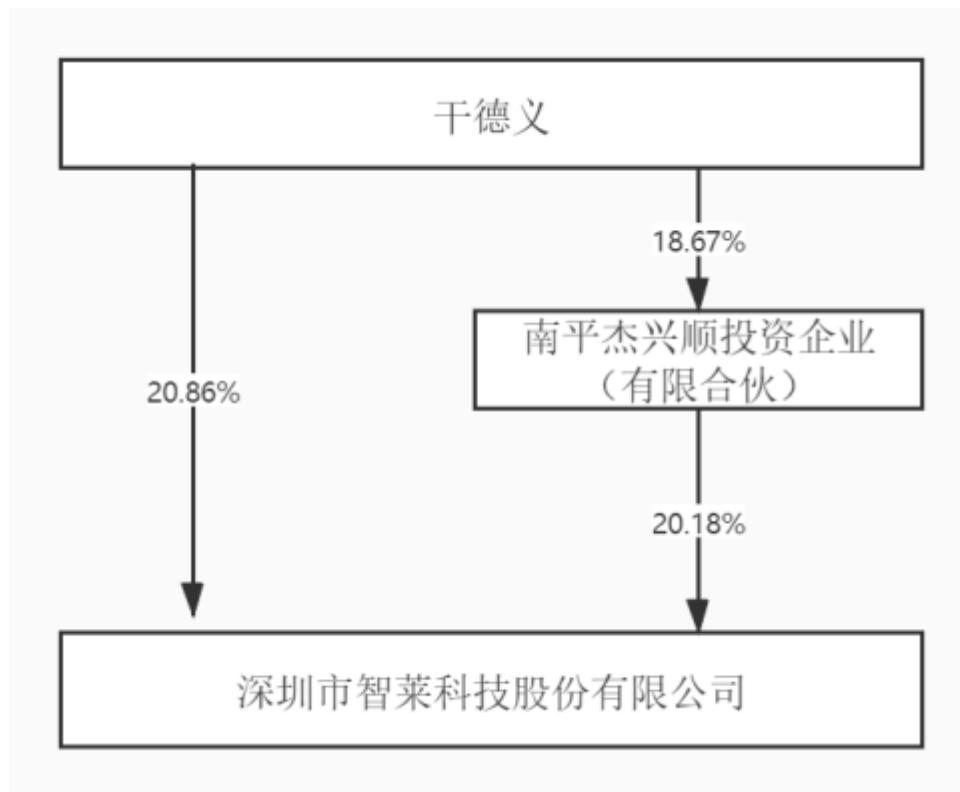 干德义
18.67%
南平杰兴顺投资企业
（有限合伙）
20.86%
20.18%
深圳市智莱科技股份有限公司